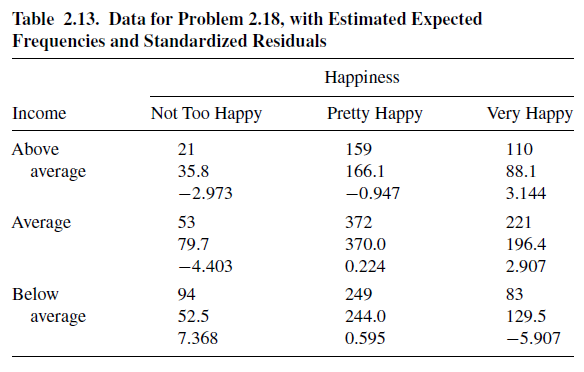 Table 2.13. Data for Problem 2.18, with Estimated Expected
Frequencies and Standardized Residuals
Happiness
Income Not Too Happy Pretty Happy Very Happy
Above 21 159 110
average 35.8 166.1 88.1
−2.973 −0.947 3.144
Average 53 372 221
79.7 370.0 196.4
−4.403 0.224 2.907
Below 94 249 83
average 52.5 244.0 129.5
7.368 0.595 −5.907